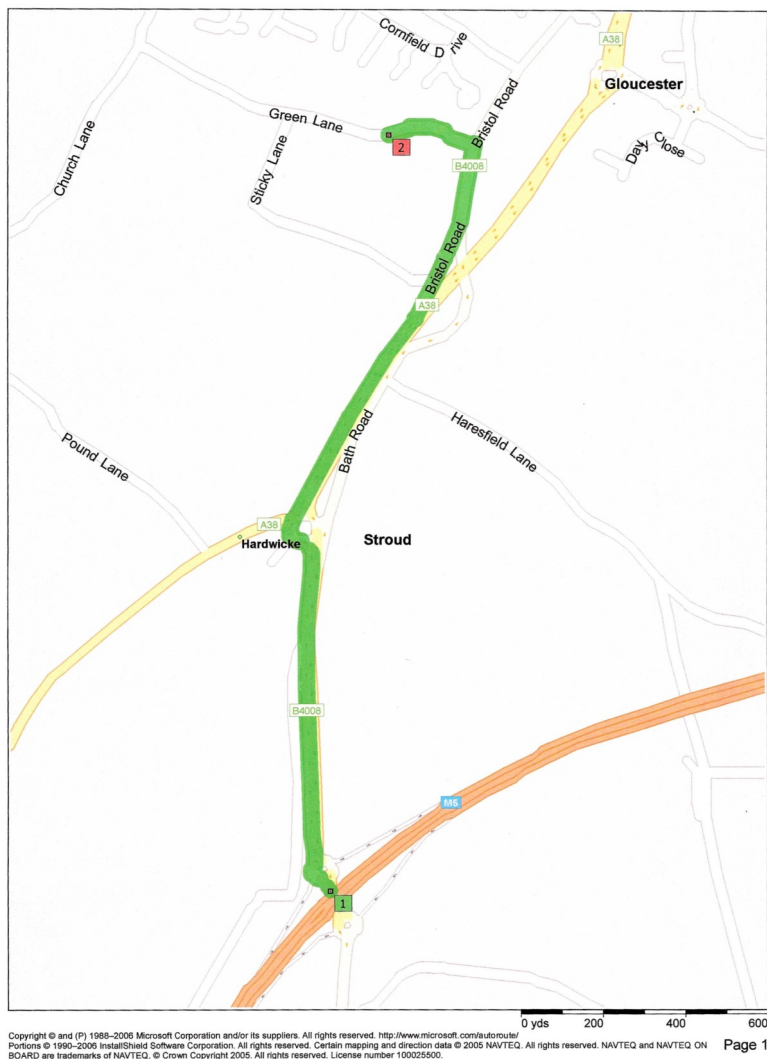 Cornfield Drive
A38
Gloucester
Bristol Road
Green Lane
Church Lane
Sticky Lane
2
B4008
Day Close
Bristol Road
A38
Bath Road
Haresfield Lane
Pound Lane
A38
Hardwicke
Stroud
B4008
M5
1
0 yds 200 400 600
Copyright © and (P) 1988–2006 Microsoft Corporation and/or its suppliers. All rights reserved. http://www.microsoft.com/autoroute/
Portions © 1990–2006 InstallShield Software Corporation. All rights reserved. Certain mapping and direction data © 2005 NAVTEQ. All rights reserved. NAVTEQ and NAVTEQ ON
BOARD are trademarks of NAVTEQ. © Crown Copyright 2005. All rights reserved. License number 100025500.
Page 1